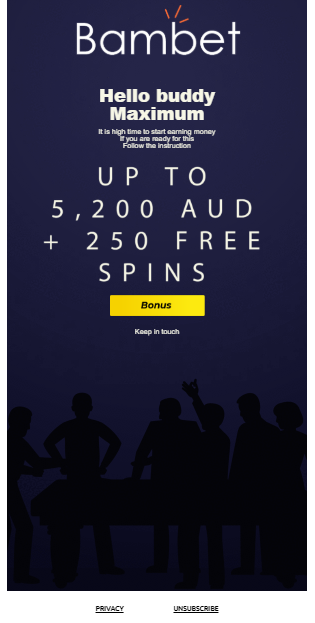 Bambet
Hello buddy
Maximum
It is high time to start earning money
If you are ready for this
Follow the instruction
UP TO
5,200 AUD
+ 250 FREE
SPINS
Bonus
Keep in touch
PRIVACY UNSUBSCRIBE